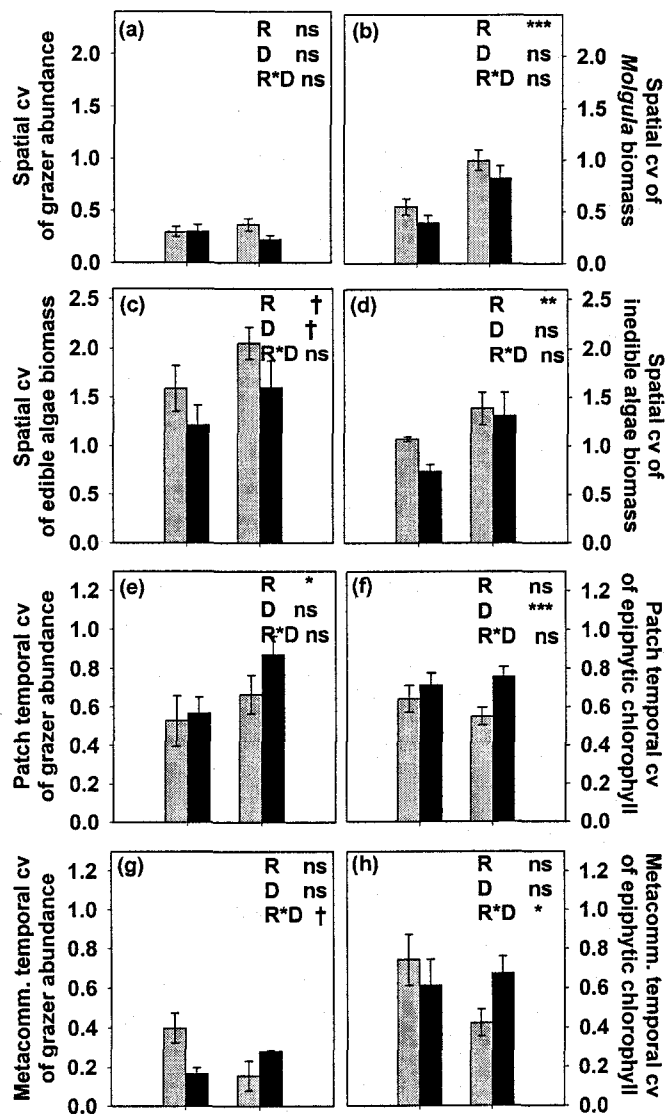 (a)
R ns
D ns
R*D ns
2.0
1.5
1.0
0.5
0.0
Spatial cv
of grazer abundance
(b)
R ***
D ns
R*D ns
2.0
1.5
1.0
0.5
0.0
Spatial cv of
Molgula biomass
(c)
R †
D †
R*D ns
2.5
2.0
1.5
1.0
0.5
0.0
Spatial cv
of edible algae biomass
(d)
R **
D ns
R*D ns
2.5
2.0
1.5
1.0
0.5
0.0
Spatial cv of
inedible algae biomass
(e)
R *
D ns
R*D ns
1.2
1.0
0.8
0.6
0.4
0.2
0.0
Patch temporal cv
of grazer abundance
(f)
R ns
D ***
R*D ns
1.2
1.0
0.8
0.6
0.4
0.2
0.0
Patch temporal cv
of epiphytic chlorophyll
(g)
R ns
D ns
R*D †
1.2
1.0
0.8
0.6
0.4
0.2
0.0
Metacomm. temporal cv
of grazer abundance
(h)
R ns
D ns
R*D *
1.2
1.0
0.8
0.6
0.4
0.2
0.0
Metacomm. temporal cv
of epiphytic chlorophyll